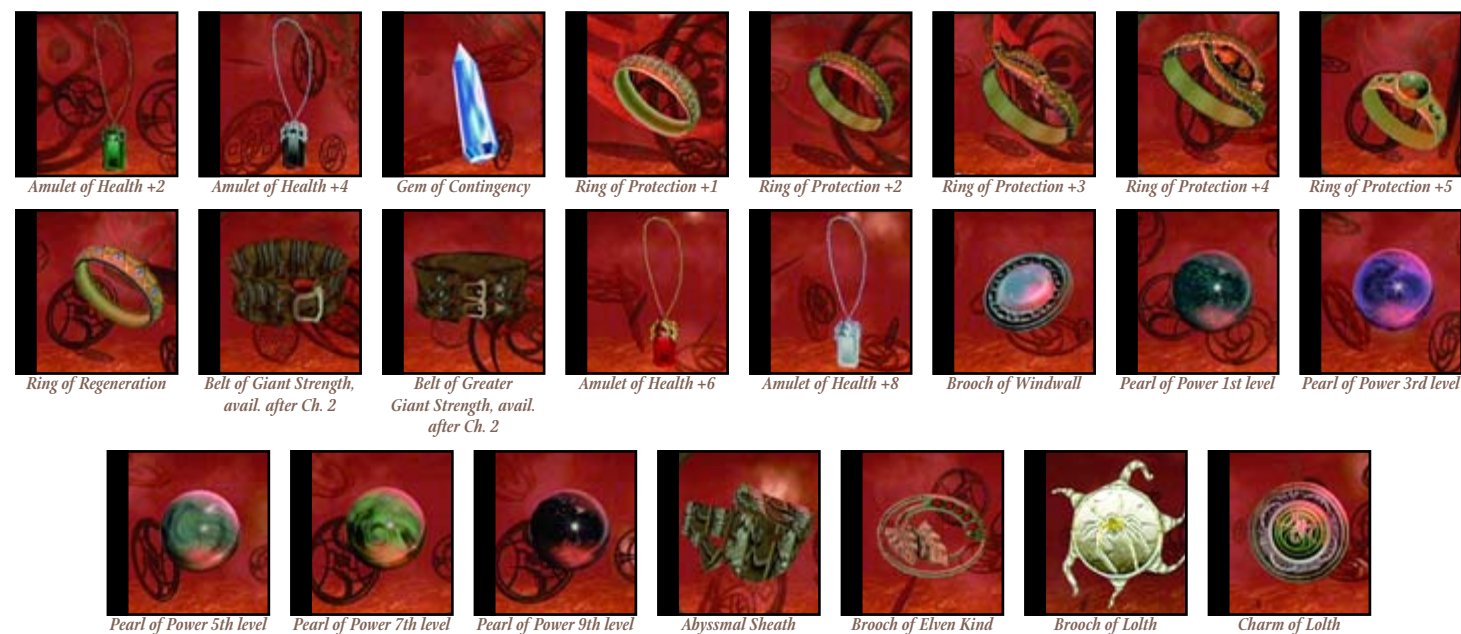 Amulet of Health +2
Amulet of Health +4
Gem of Contingency
Ring of Protection +1
Ring of Protection +2
Ring of Protection +3
Ring of Protection +4
Ring of Protection +5
Ring of Regeneration
Belt of Giant Strength,
avail. after Ch. 2
Belt of Greater
Giant Strength, avail.
after Ch. 2
Amulet of Health +6
Amulet of Health +8
Brooch of Windwall
Pearl of Power 1st level
Pearl of Power 3rd level
Pearl of Power 5th level
Pearl of Power 7th level
Pearl of Power 9th level
Abyssmal Sheath
Brooch of Elven Kind
Brooch of Lolth
Charm of Lolth